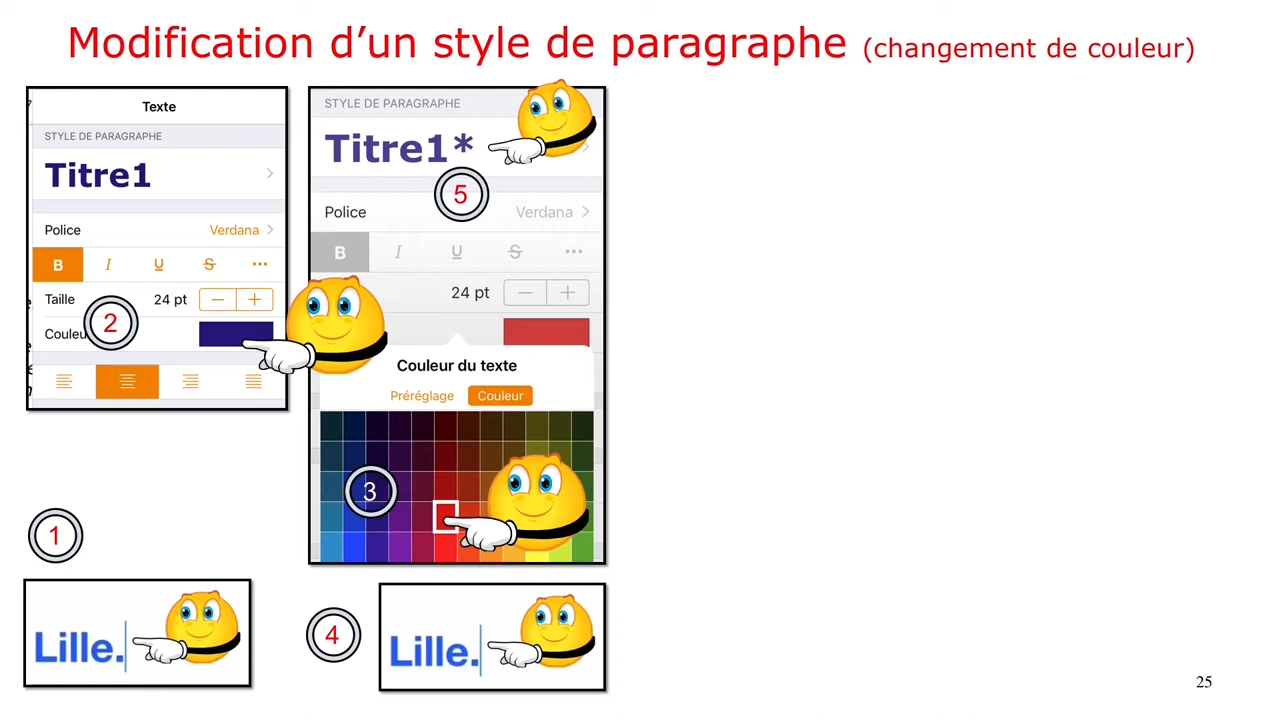 Modification d’un style de paragraphe (changement de couleur)
Texte
STYLE DE PARAGRAPHE
Titre1
Police Verdana
B I U S ...
Taille 24 pt
2
Couleu
1
Lille.
STYLE DE PARAGRAPHE
Titre1*
5
Police Verdana
B I U S ...
24 pt
Couleur du texte
Préréglage Couleur
3
4
Lille.
25